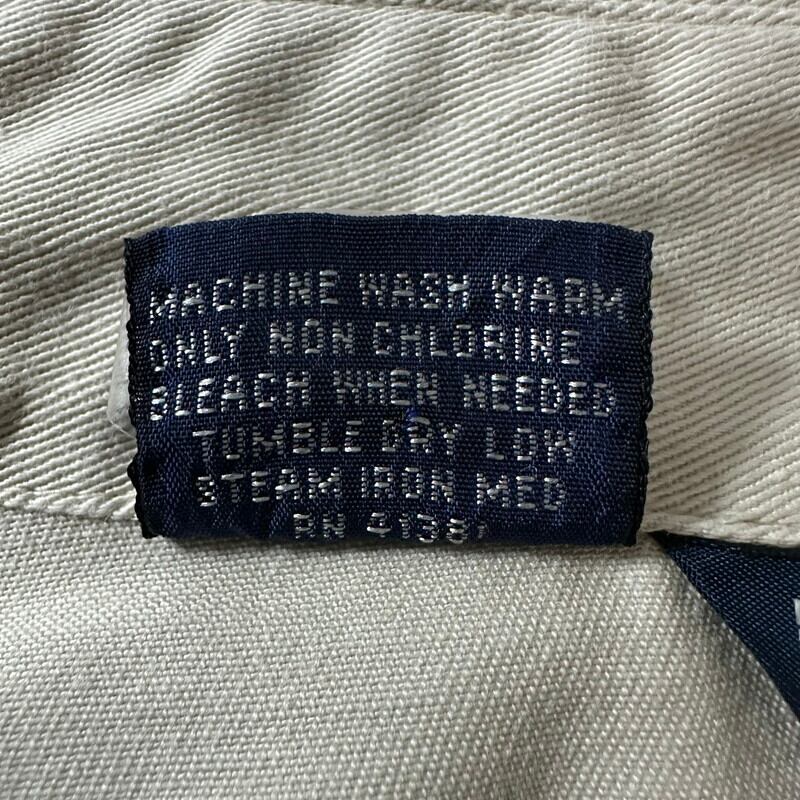 MACHINE WASH WARM
ONLY NON CHLORINE
BLEACH WHEN NEEDED
TUMBLE DRY LOW
STEAM IRON MED
RN 41381